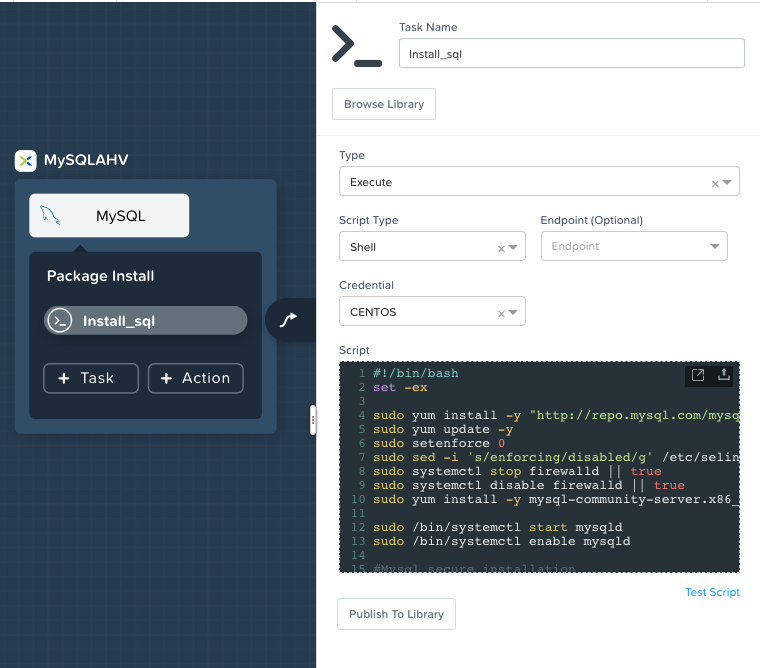 MySQLAHV
MySQL
Package Install
Install_sql
+ Task
+ Action
Task Name
Install_sql
Browse Library
Type
Execute
Script Type
Endpoint (Optional)
Shell
Endpoint
Credential
CENTOS
Script
1 #!/bin/bash
2 set -ex
3
4 sudo yum install -y "http://repo.mysql.com/mysq
5 sudo yum update -y
6 sudo setenforce 0
7 sudo sed -i 's/enforcing/disabled/g' /etc/selin
8 sudo systemctl stop firewalld || true
9 sudo systemctl disable firewalld || true
10 sudo yum install -y mysql-community-server.x86_
11
12 sudo /bin/systemctl start mysqld
13 sudo /bin/systemctl enable mysqld
14
15 #Mysql secure installation
Test Script
Publish To Library